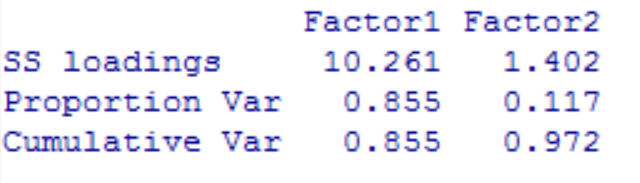 Factor1 Factor2
SS loadings 10.261 1.402
Proportion Var 0.855 0.117
Cumulative Var 0.855 0.972